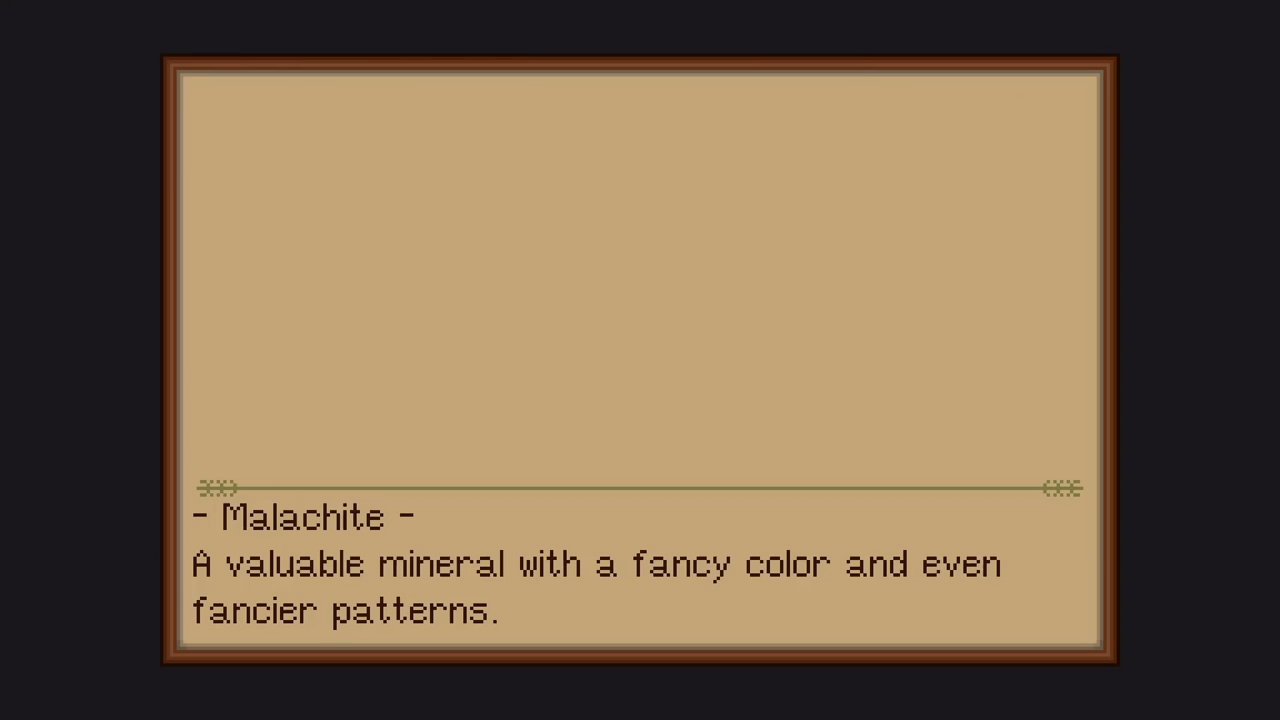 - Malachite -
A valuable mineral with a fancy color and even
fancier patterns.